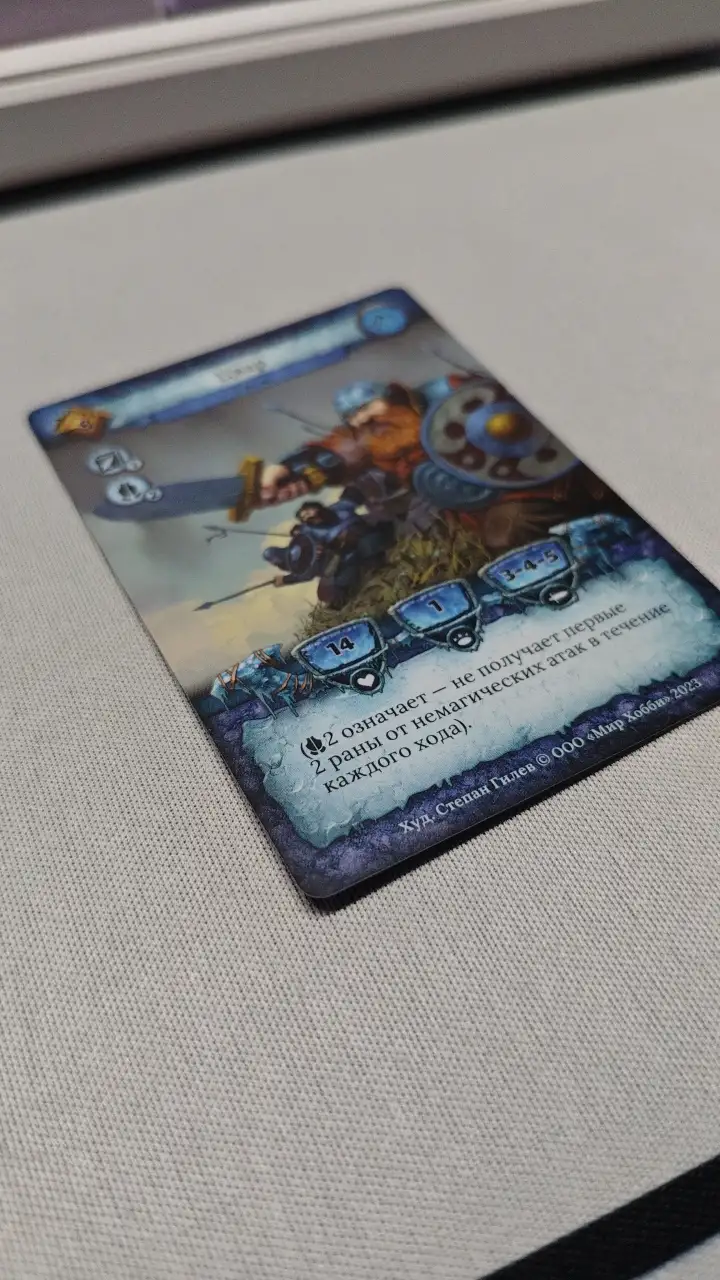 14
1
3-4-5
( 2 означает — не получает первые
2 раны от немагических атак в течение
каждого хода).
Худ. Степан Гилев © ООО «Мир Хобби» 2023